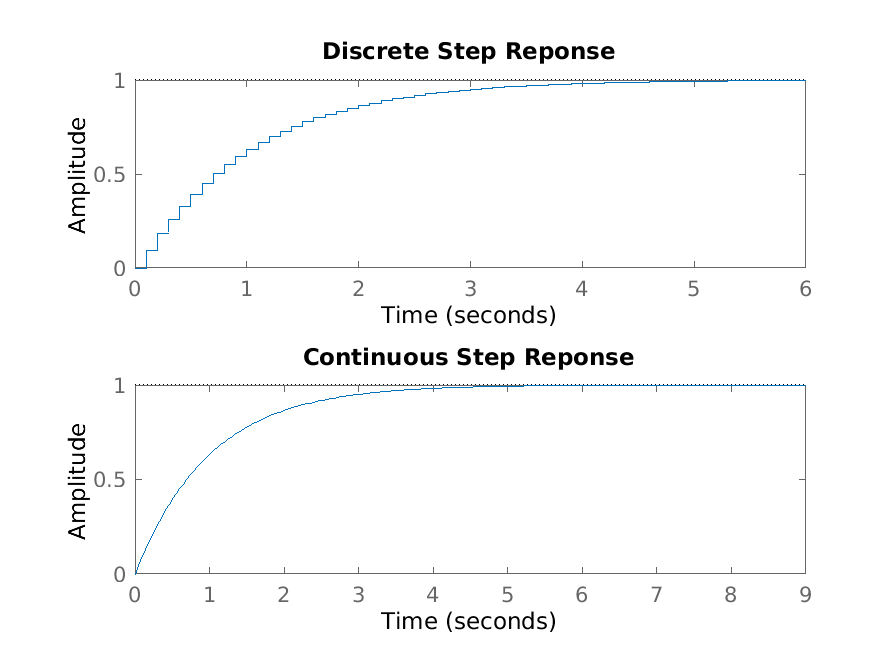 Discrete Step Reponse
Amplitude
1
0.5
0
0 1 2 3 4 5 6
Time (seconds)
Continuous Step Reponse
Amplitude
1
0.5
0
0 1 2 3 4 5 6 7 8 9
Time (seconds)